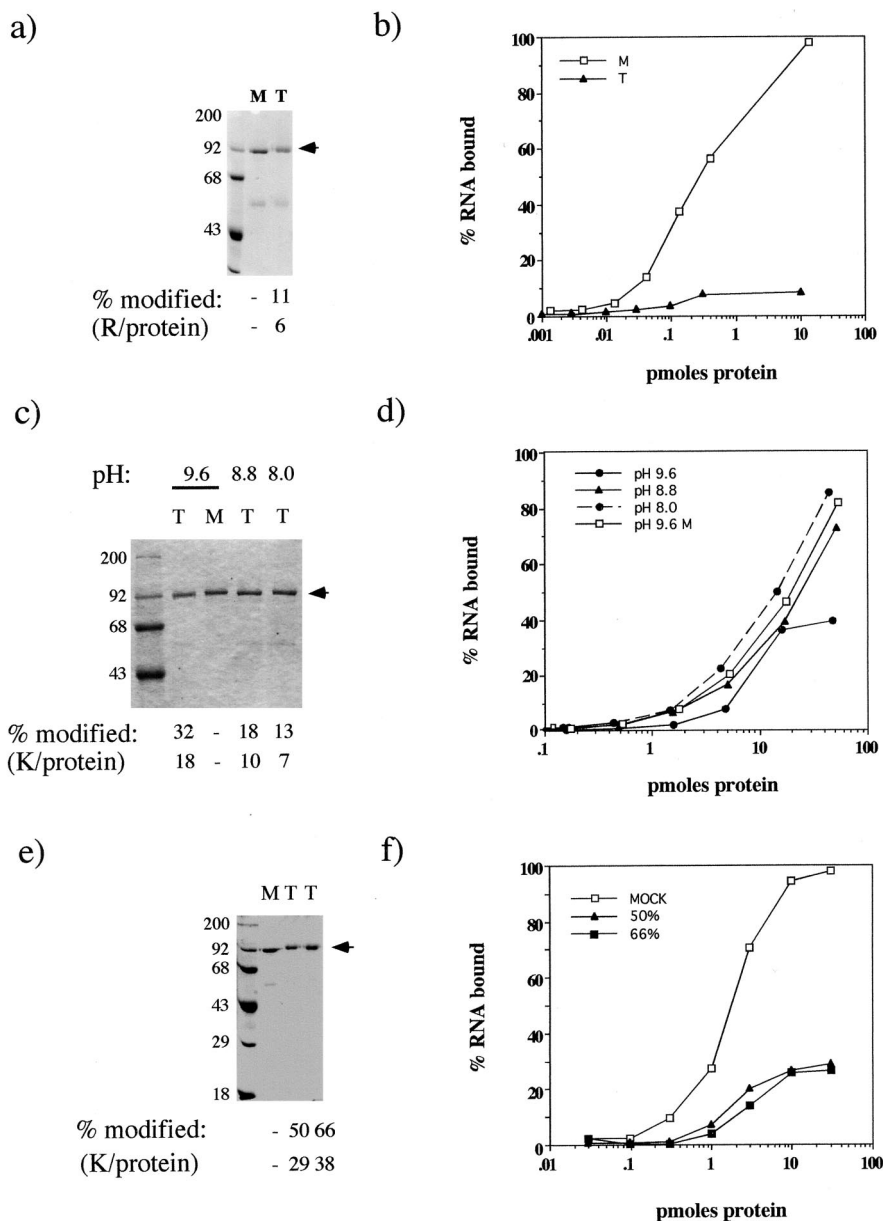 a)
M T
200
92
68
43
% modified: - 11
(R/protein) - 6
b)
100
80
60
40
20
0
% RNA bound
M
T
.001 .01 .1 1 10 100
pmoles protein
c)
pH: 9.6 8.8 8.0
T M T T
200
92
68
43
% modified: 32 - 18 13
(K/protein) 18 - 10 7
d)
100
80
60
40
20
0
% RNA bound
pH 9.6
pH 8.8
pH 8.0
pH 9.6 M
0.1 1 10 100
pmoles protein
e)
M T T
200
92
68
43
29
18
% modified: - 50 66
(K/protein) - 29 38
f)
100
80
60
40
20
0
% RNA bound
MOCK
50%
66%
.01 .1 1 10 100
pmoles protein